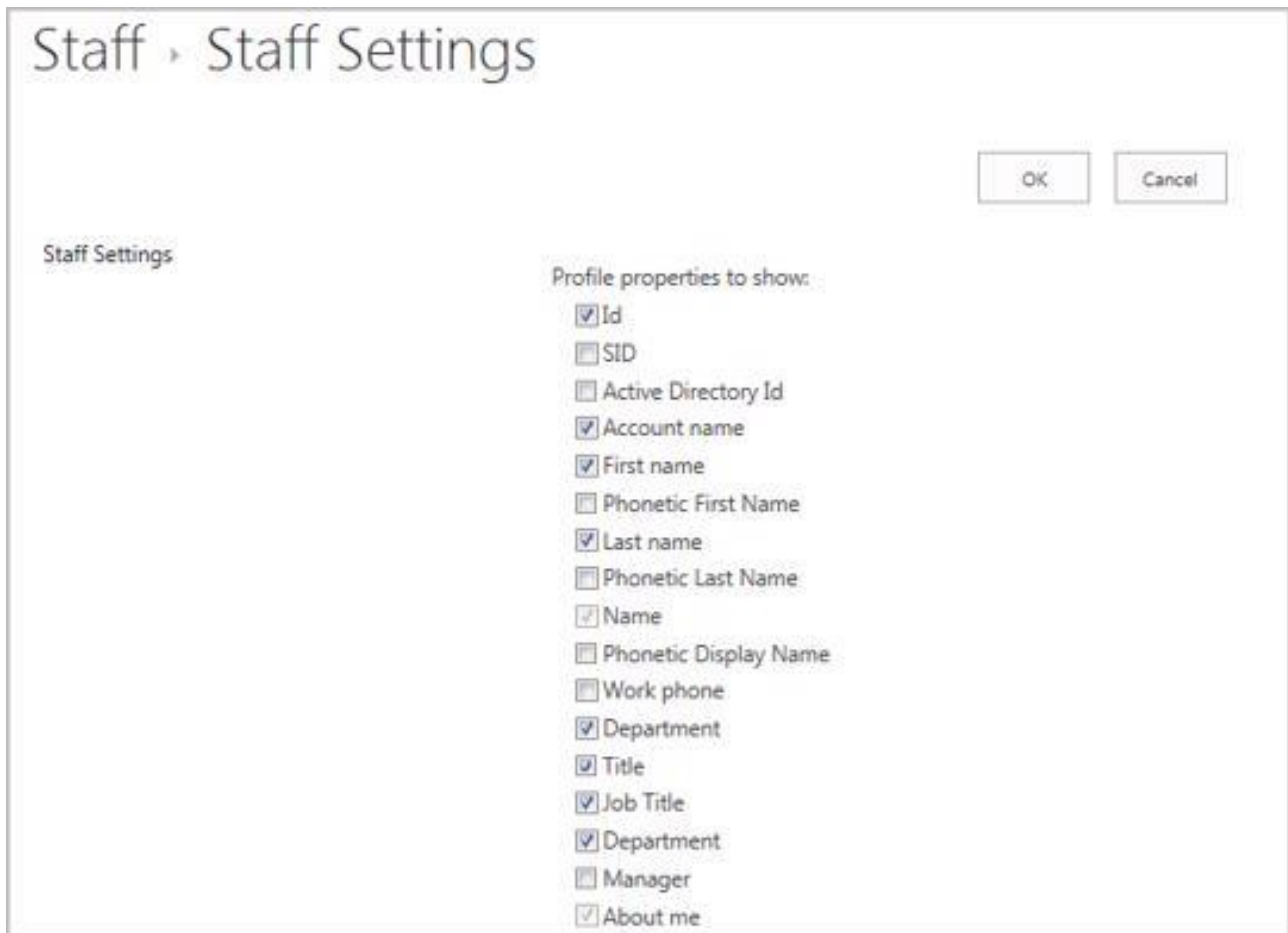 Staff ▸ Staff Settings
OK Cancel
Staff Settings
Profile properties to show:
Id
SID
Active Directory Id
Account name
First name
Phonetic First Name
Last name
Phonetic Last Name
Name
Phonetic Display Name
Work phone
Department
Title
Job Title
Department
Manager
About me